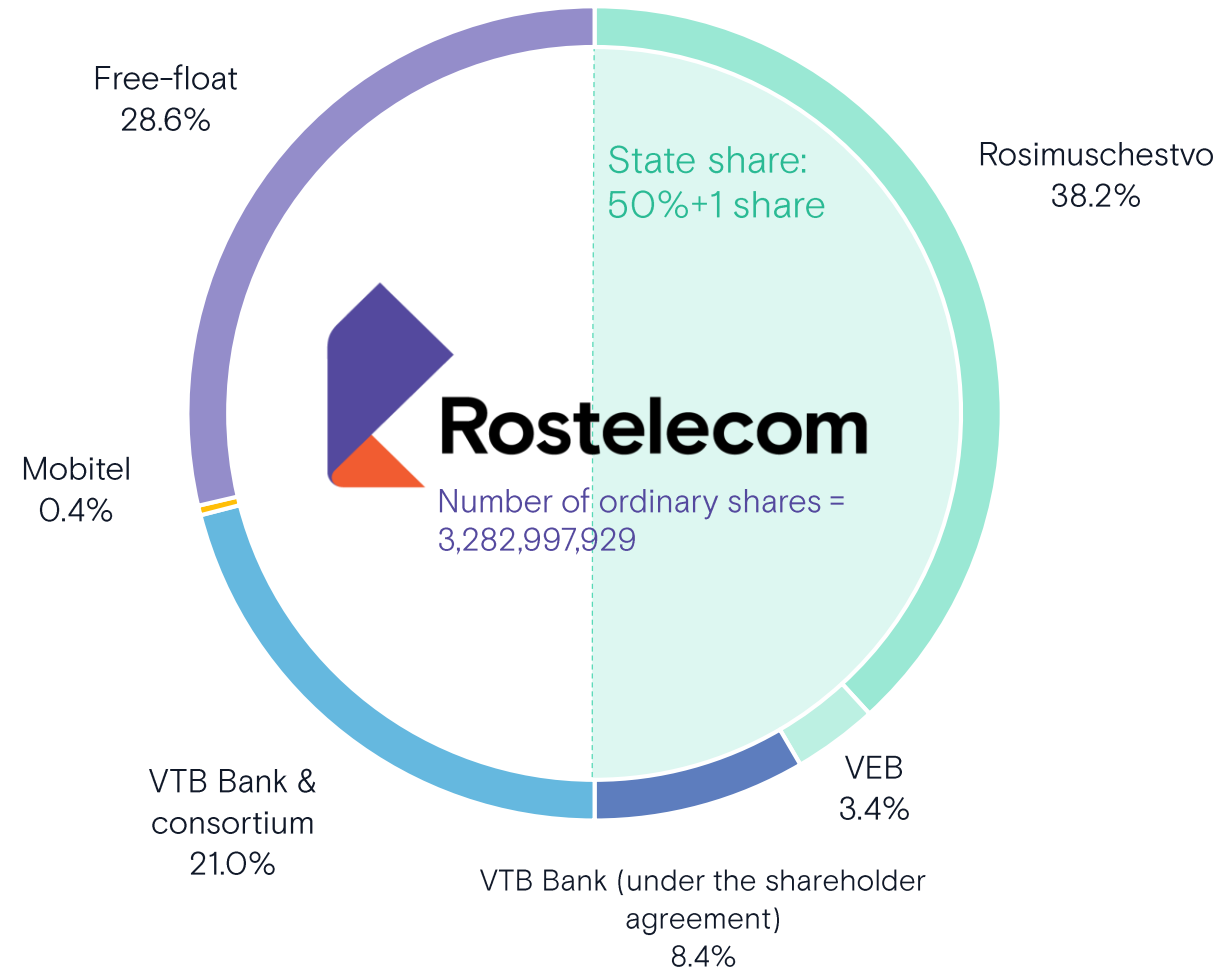 Free-float
28.6%
State share:
50%+1 share
Rosimuschestvo
38.2%
Rostelecom
Number of ordinary shares =
3,282,997,929
Mobitel
0.4%
VTB Bank &
consortium
21.0%
VEB
3.4%
VTB Bank (under the shareholder
agreement)
8.4%